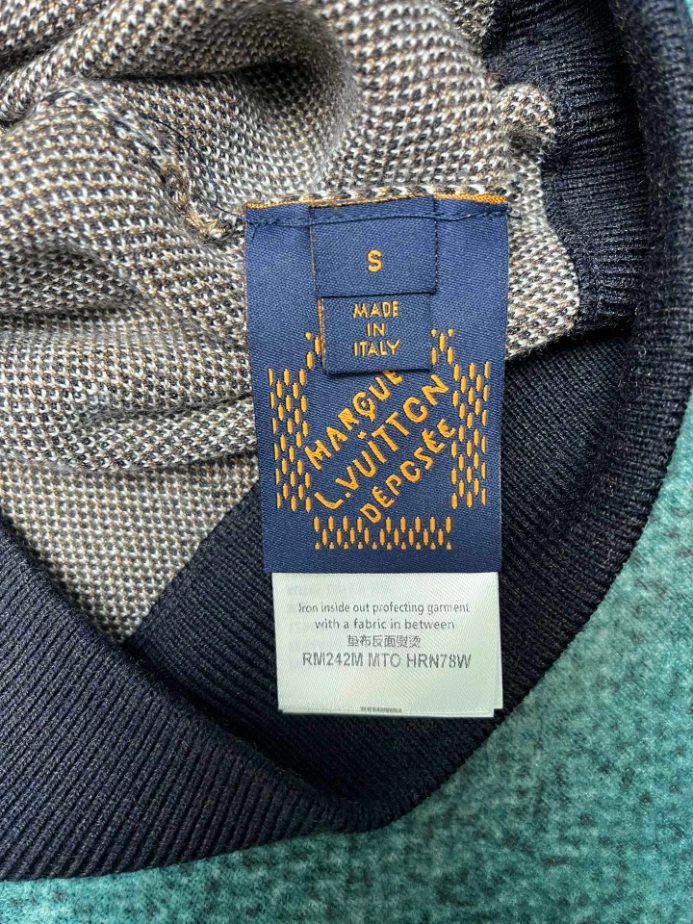 S
MADE
IN
ITALY
MARQUE
L.VUITTON
DÉPOSÉE
Iron inside out protecting garment
with a fabric in between
垫布反面熨烫
RM242M MTO HRN78W